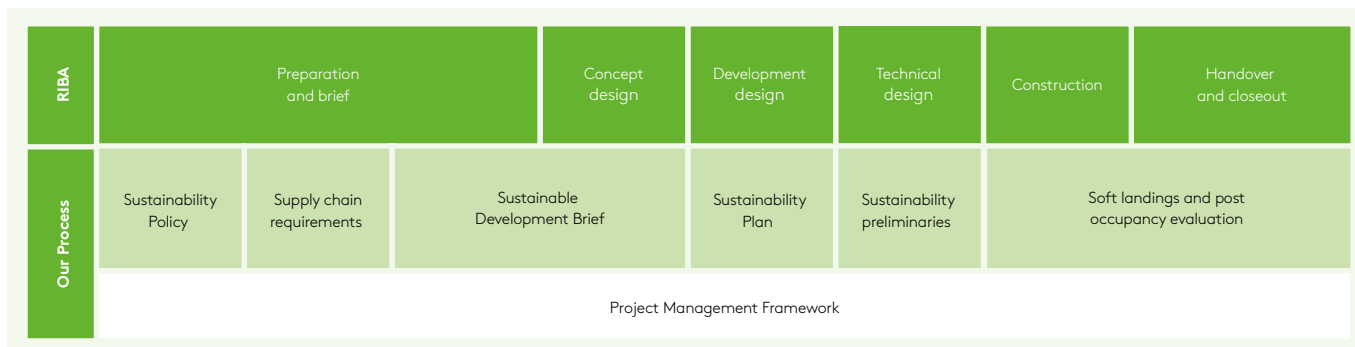 RIBA
Preparation
and brief
Concept
design
Development
design
Technical
design
Construction
Handover
and closeout
Our Process
Sustainability
Policy
Supply chain
requirements
Sustainable
Development Brief
Sustainability
Plan
Sustainability
preliminaries
Soft landings and post
occupancy evaluation
Project Management Framework